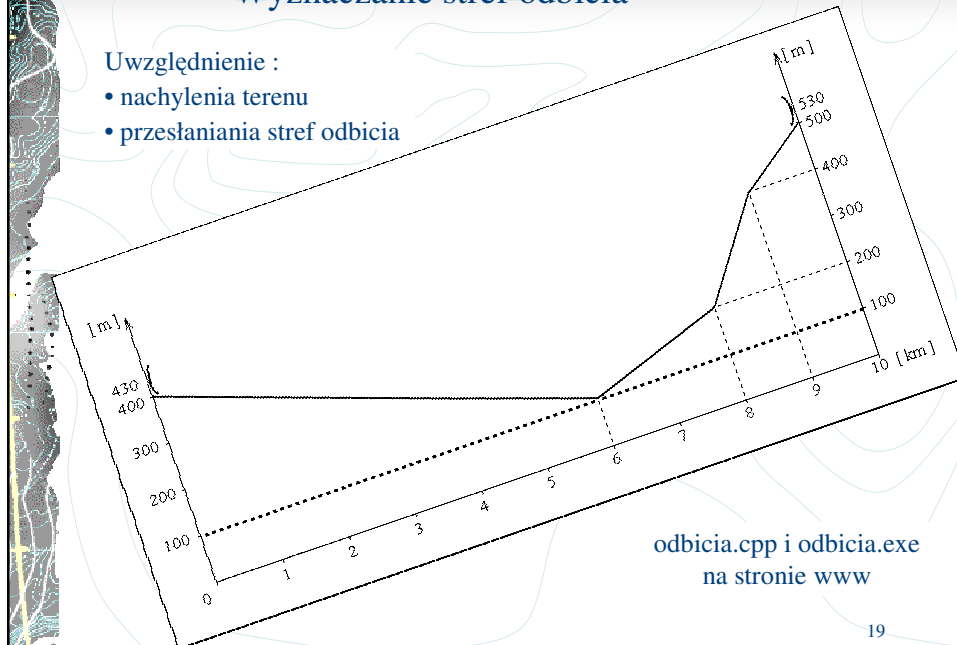 Wyznaczanie stref odbicia
Uwzględnienie :
• nachylenia terenu
• przesłaniania stref odbicia
[ m ]
530
500
400
300
200
100
[ m ]
430
400
300
200
100
0 1 2 3 4 5 6 7 8 9 10 [ km ]
odbicia.cpp i odbicia.exe
na stronie www
19